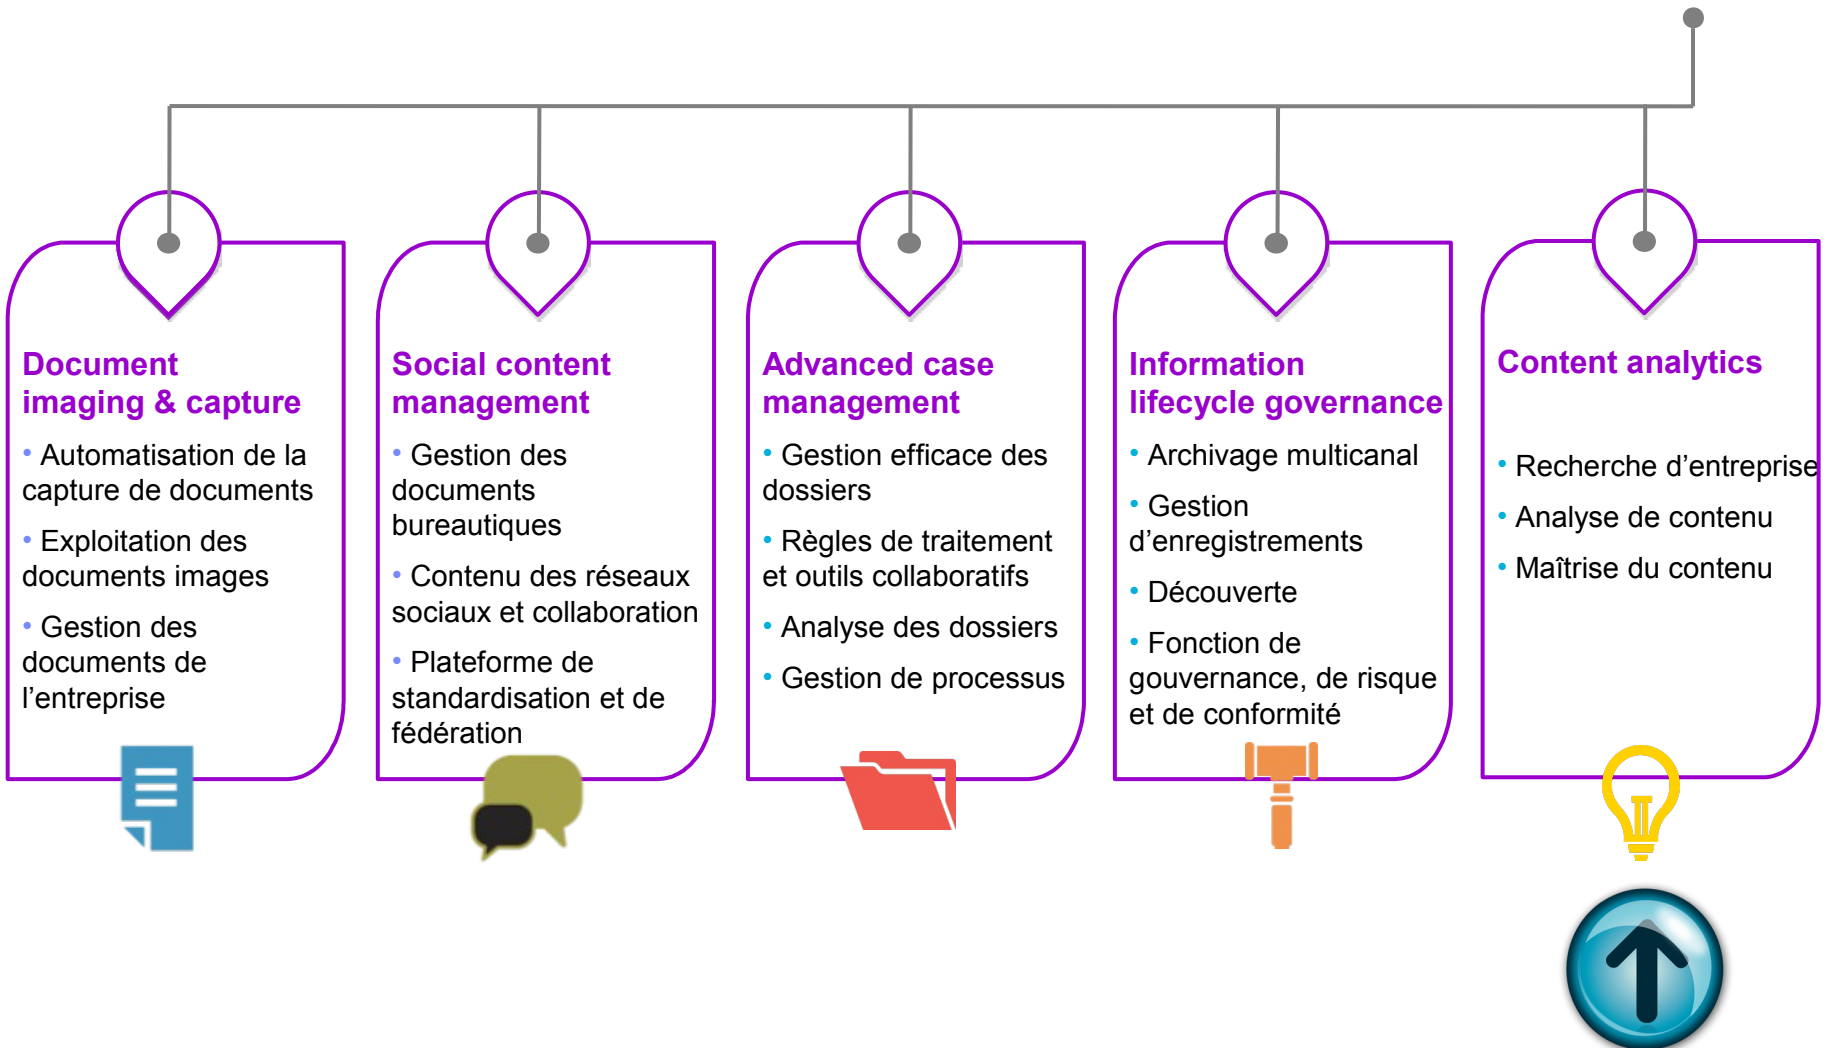 Document
imaging & capture
• Automatisation de la
capture de documents
• Exploitation des
documents images
• Gestion des
documents de
l’entreprise
Social content
management
• Gestion des
documents
bureautiques
• Contenu des réseaux
sociaux et collaboration
• Plateforme de
standardisation et de
fédération
Advanced case
management
• Gestion efficace des
dossiers
• Règles de traitement
et outils collaboratifs
• Analyse des dossiers
• Gestion de processus
Information
lifecycle governance
• Archivage multicanal
• Gestion
d’enregistrements
• Découverte
• Fonction de
gouvernance, de risque
et de conformité
Content analytics
• Recherche d’entreprise
• Analyse de contenu
• Maîtrise du contenu